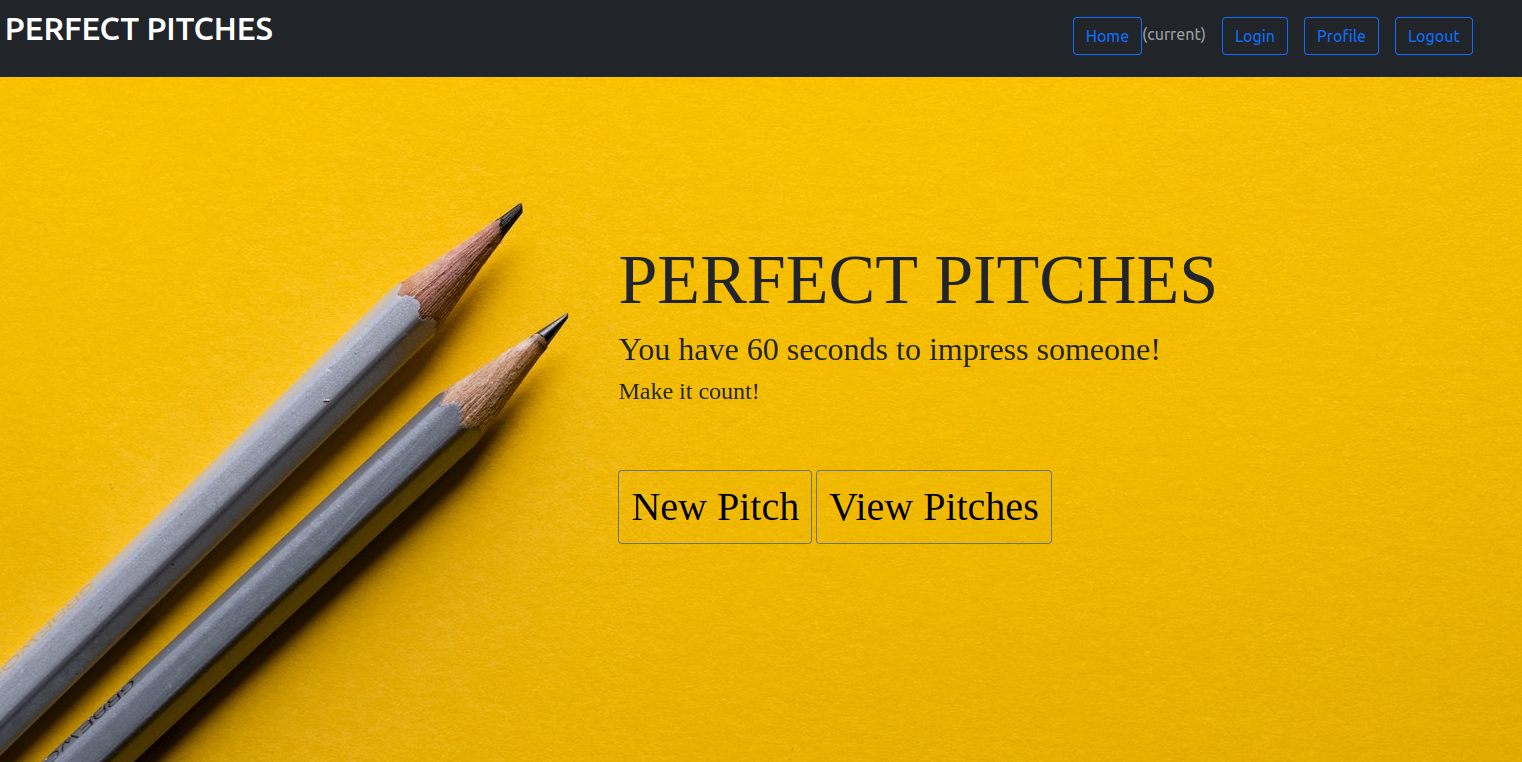 PERFECT PITCHES
Home (current) Login Profile Logout
PERFECT PITCHES
You have 60 seconds to impress someone!
Make it count!
New Pitch View Pitches